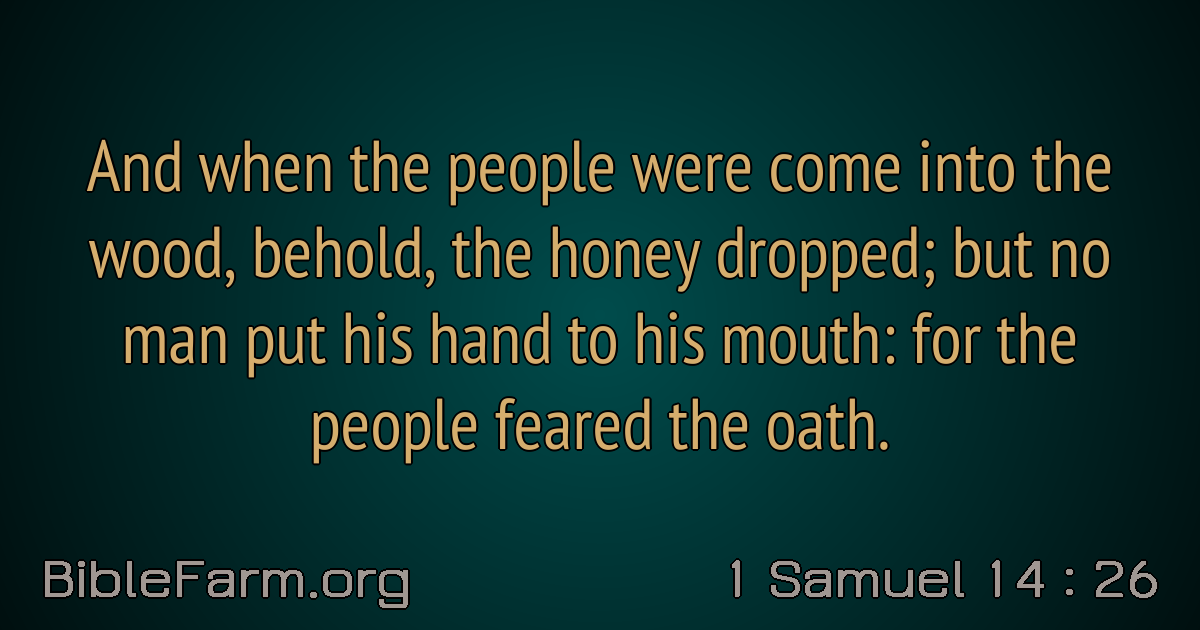 And when the people were come into the
wood, behold, the honey dropped; but no
man put his hand to his mouth: for the
people feared the oath.
BibleFarm.org
1 Samuel 14 : 26